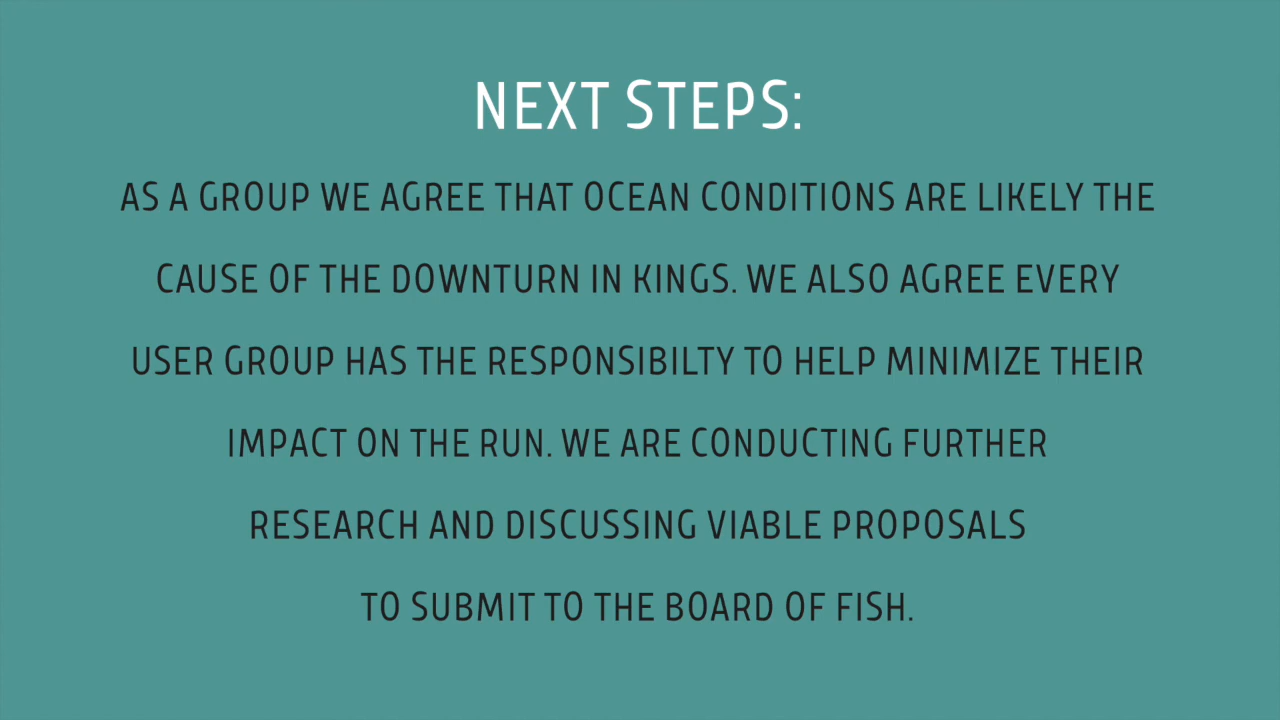 NEXT STEPS:
AS A GROUP WE AGREE THAT OCEAN CONDITIONS ARE LIKELY THE
CAUSE OF THE DOWNTURN IN KINGS. WE ALSO AGREE EVERY
USER GROUP HAS THE RESPONSIBILTY TO HELP MINIMIZE THEIR
IMPACT ON THE RUN. WE ARE CONDUCTING FURTHER
RESEARCH AND DISCUSSING VIABLE PROPOSALS
TO SUBMIT TO THE BOARD OF FISH.